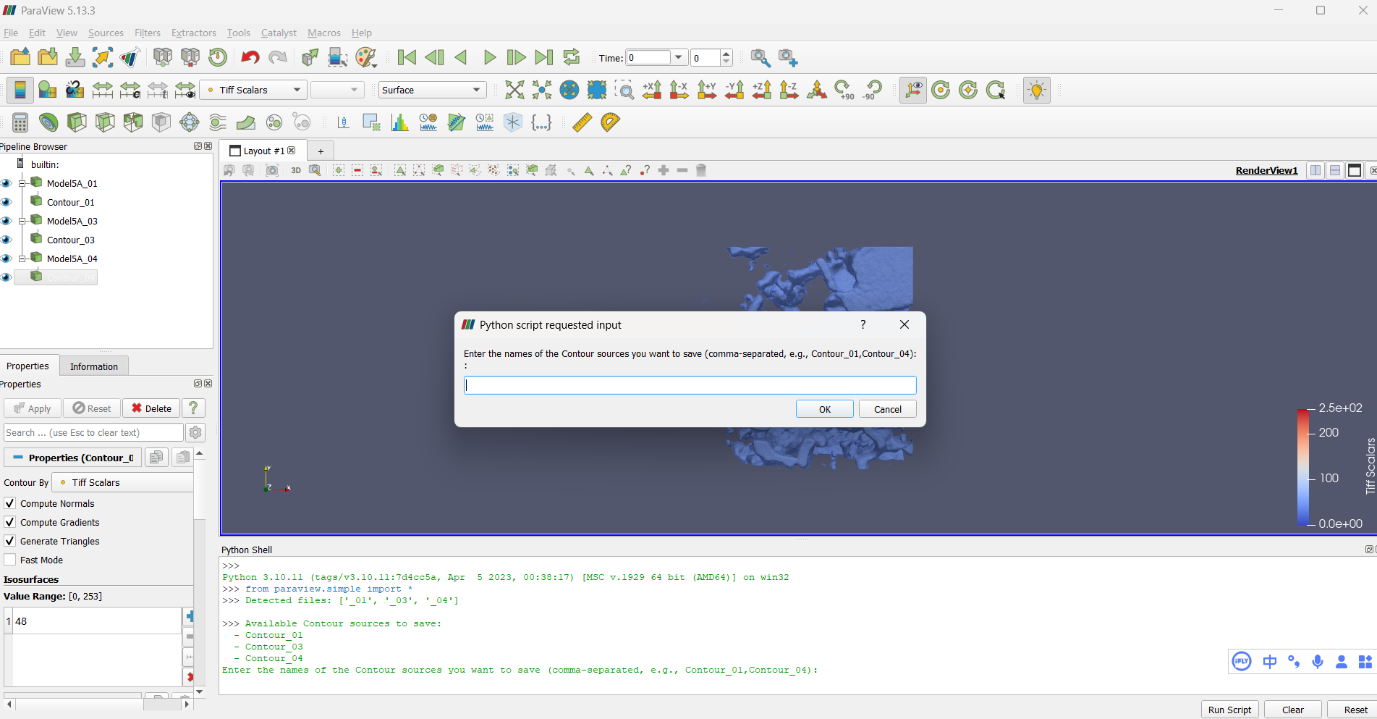 ParaView 5.13.3
File Edit View Sources Filters Extractors Tools Catalyst Macros Help
Time: 0 0
Tiff Scalars Surface +X -X +Y -Y +Z -Z +90 -90
Pipeline Browser
builtin:
Model5A_01
Contour_01
Model5A_03
Contour_03
Model5A_04
Layout #1
+
3D
RenderView1
Python script requested input
?
Enter the names of the Contour sources you want to save (comma-separated, e.g., Contour_01,Contour_04):
:
OK Cancel
2.5e+02
200
100
0.0e+00
Tiff Scalars
Properties Information
Properties
Apply Reset Delete ?
Search ... (use Esc to clear text)
Properties (Contour_0
Contour By Tiff Scalars
Compute Normals
Compute Gradients
Generate Triangles
Fast Mode
Isosurfaces
Value Range: [0, 253]
1 48
Python Shell
>>>
Python 3.10.11 (tags/v3.10.11:7d4cc5a, Apr  5 2023, 00:38:17) [MSC v.1929 64 bit (AMD64)] on win32
>>> from paraview.simple import *
>>> Detected files: ['_01', '_03', '_04']
>>> Available Contour sources to save:
- Contour_01
- Contour_03
- Contour_04
Enter the names of the Contour sources you want to save (comma-separated, e.g., Contour_01,Contour_04):
iFLY 中
Run Script Clear Reset